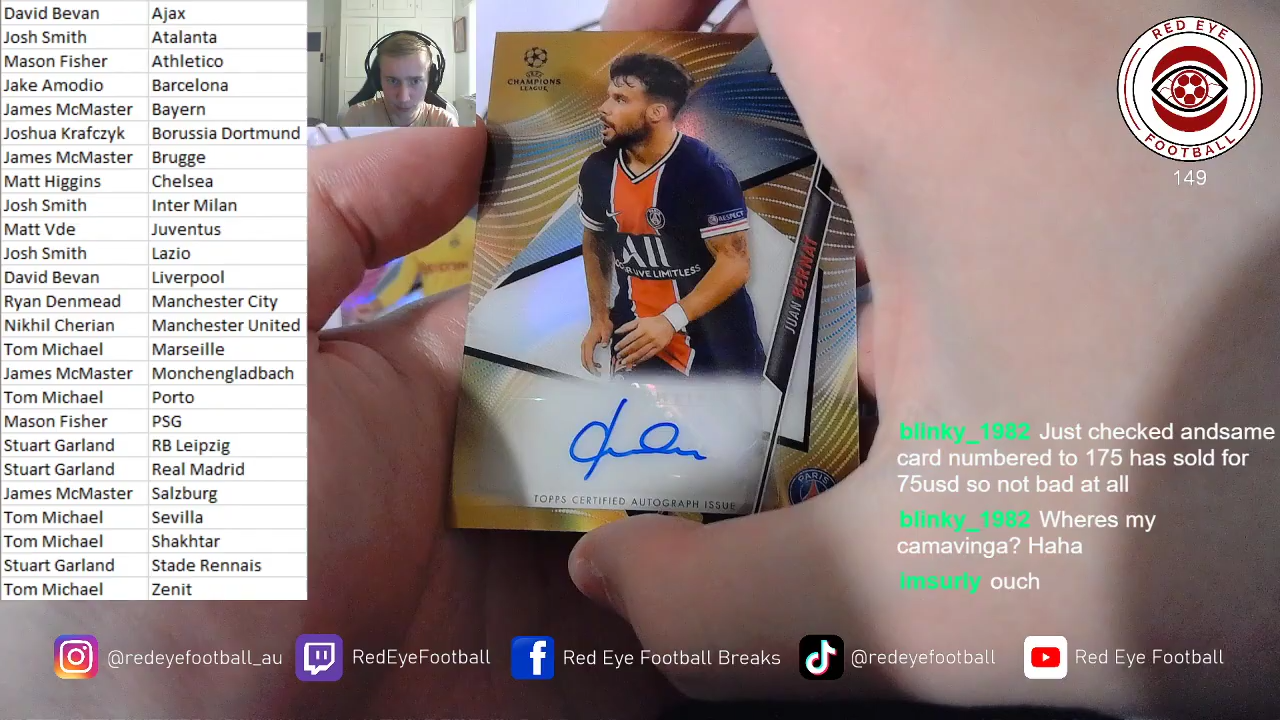 David Bevan Ajax
Josh Smith Atalanta
Mason Fisher Athletico
Jake Amodio Barcelona
James McMaster Bayern
Joshua Krafczyk Borussia Dortmund
James McMaster Brugge
Matt Higgins Chelsea
Josh Smith Inter Milan
Matt Vde Juventus
Josh Smith Lazio
David Bevan Liverpool
Ryan Denmead Manchester City
Nikhil Cherian Manchester United
Tom Michael Marseille
James McMaster Monchengladbach
Tom Michael Porto
Mason Fisher PSG
Stuart Garland RB Leipzig
Stuart Garland Real Madrid
James McMaster Salzburg
Tom Michael Sevilla
Tom Michael Shakhtar
Stuart Garland Stade Rennais
Tom Michael Zenit
UEFA
CHAMPIONS
LEAGUE
RESPECT
ALL
LIVE LIMITLESS
JUAN BERNAT
TOPPS CERTIFIED AUTOGRAPH ISSUE
PARIS
RED EYE
FOOTBALL
149
blinky_1982 Just checked andsame
card numbered to 175 has sold for
75usd so not bad at all
blinky_1982 Wheres my
camavinga? Haha
imsurly ouch
@redeyefootball_au
RedEyeFootball
Red Eye Football Breaks
@redeyefootball
Red Eye Football